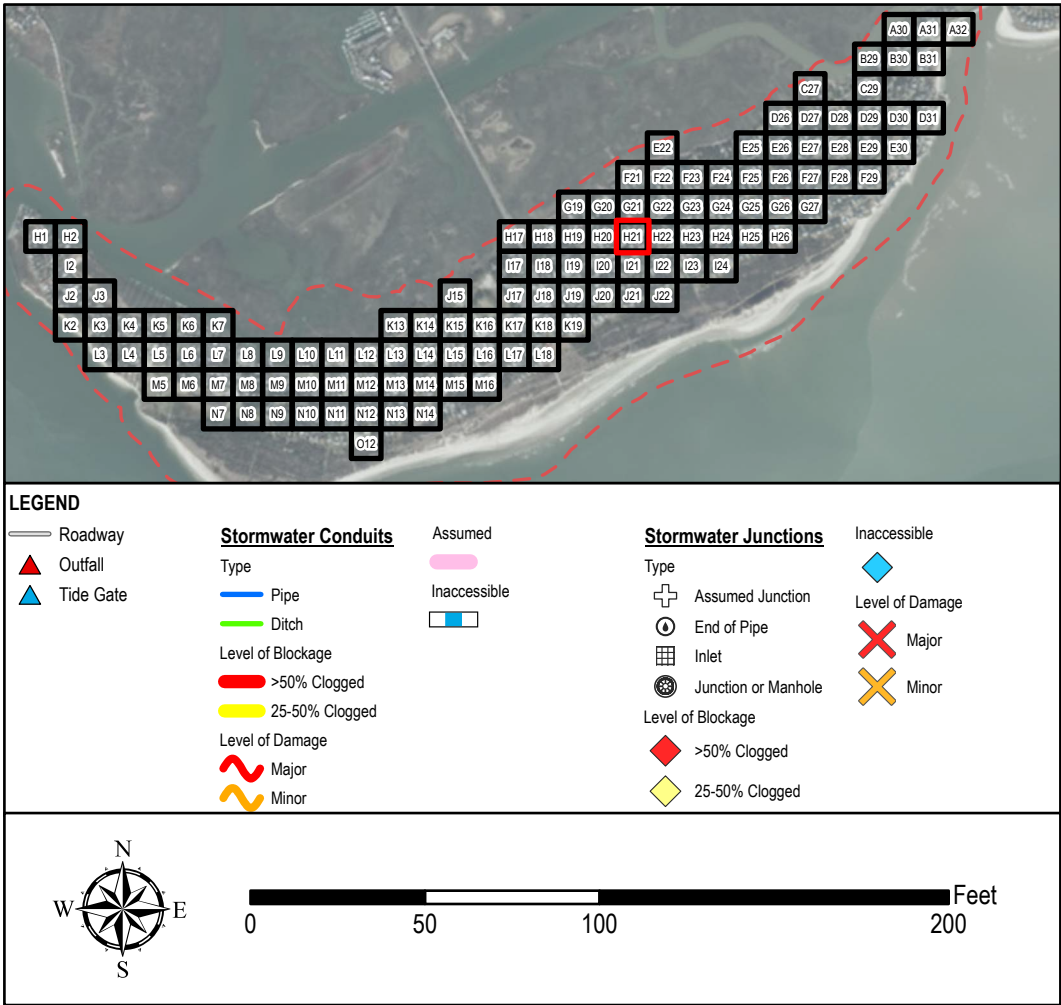 A30 A31 A32
B29 B30 B31
C27 C29
D26 D27 D28 D29 D30 D31
E22 E25 E26 E27 E28 E29 E30
F21 F22 F23 F24 F25 F26 F27 F28 F29
G19 G20 G21 G22 G23 G24 G25 G26 G27
H1 H2 H17 H18 H19 H20 H21 H22 H23 H24 H25 H26
I2 I17 I18 I19 I20 I21 I22 I23 I24
J2 J3 J15 J17 J18 J19 J20 J21 J22
K2 K3 K4 K5 K6 K7 K13 K14 K15 K16 K17 K18 K19
L3 L4 L5 L6 L7 L8 L9 L10 L11 L12 L13 L14 L15 L16 L17 L18
M5 M6 M7 M8 M9 M10 M11 M12 M13 M14 M15 M16
N7 N8 N9 N10 N11 N12 N13 N14
O12
LEGEND
Roadway
Outfall
Tide Gate
Stormwater Conduits
Type
Pipe
Ditch
Level of Blockage
>50% Clogged
25-50% Clogged
Level of Damage
Major
Minor
Assumed
Inaccessible
Stormwater Junctions
Type
Assumed Junction
End of Pipe
Inlet
Junction or Manhole
Level of Blockage
>50% Clogged
25-50% Clogged
Inaccessible
Level of Damage
Major
Minor
N
W E
S
Feet
0 50 100 200